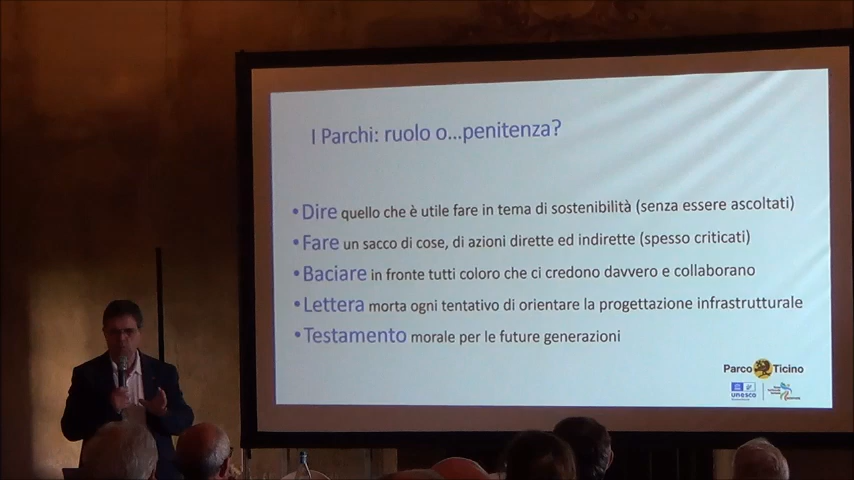 I Parchi: ruolo o...penitenza?
• Dire quello che è utile fare in tema di sostenibilità (senza essere ascoltati)
• Fare un sacco di cose, di azioni dirette ed indirette (spesso criticati)
• Baciare in fronte tutti coloro che ci credono davvero e collaborano
• Lettera morta ogni tentativo di orientare la progettazione infrastrutturale
• Testamento morale per le future generazioni
Parco Ticino
unesco